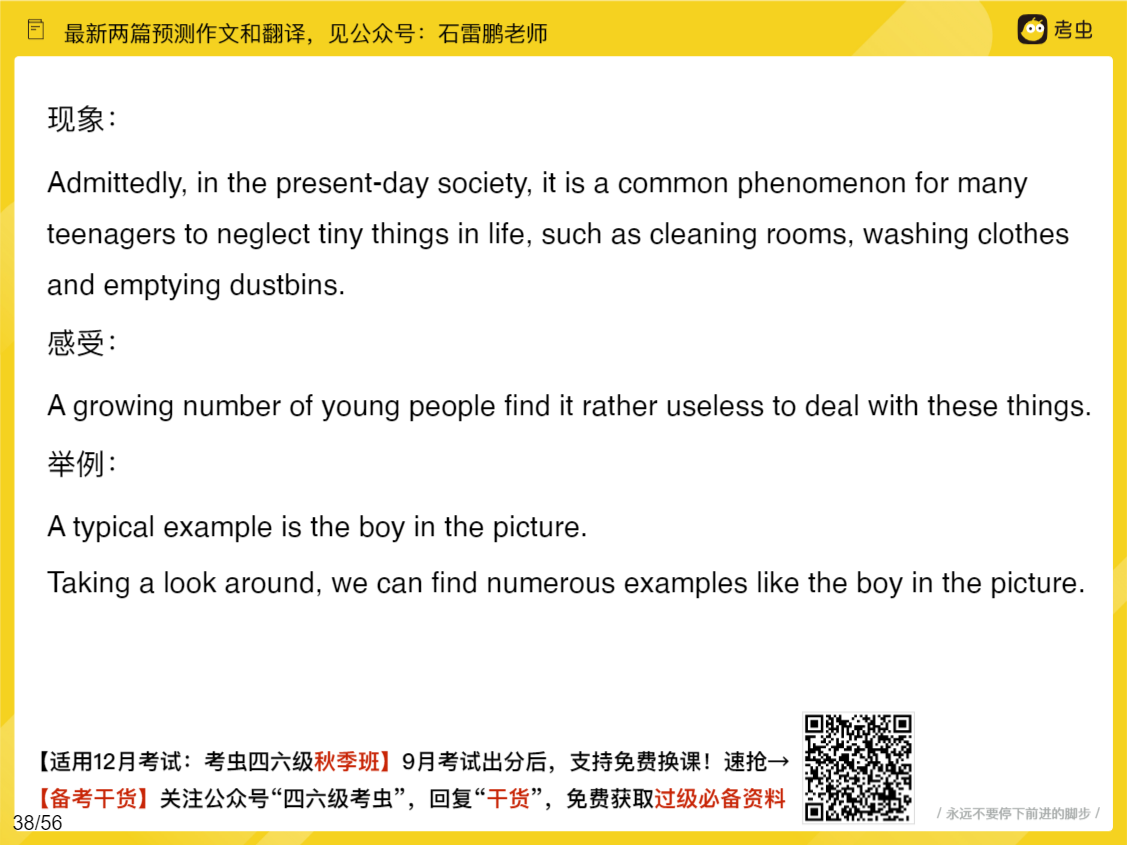 最新两篇预测作文和翻译，见公众号：石雷鹏老师
考虫
现象：
Admittedly, in the present-day society, it is a common phenomenon for many
teenagers to neglect tiny things in life, such as cleaning rooms, washing clothes
and emptying dustbins.
感受：
A growing number of young people find it rather useless to deal with these things.
举例：
A typical example is the boy in the picture.
Taking a look around, we can find numerous examples like the boy in the picture.
【适用12月考试：考虫四六级秋季班】9月考试出分后，支持免费换课！速抢→
【备考干货】关注公众号“四六级考虫”，回复“干货”，免费获取过级必备资料
/ 永远不要停下前进的脚步 /
38/56